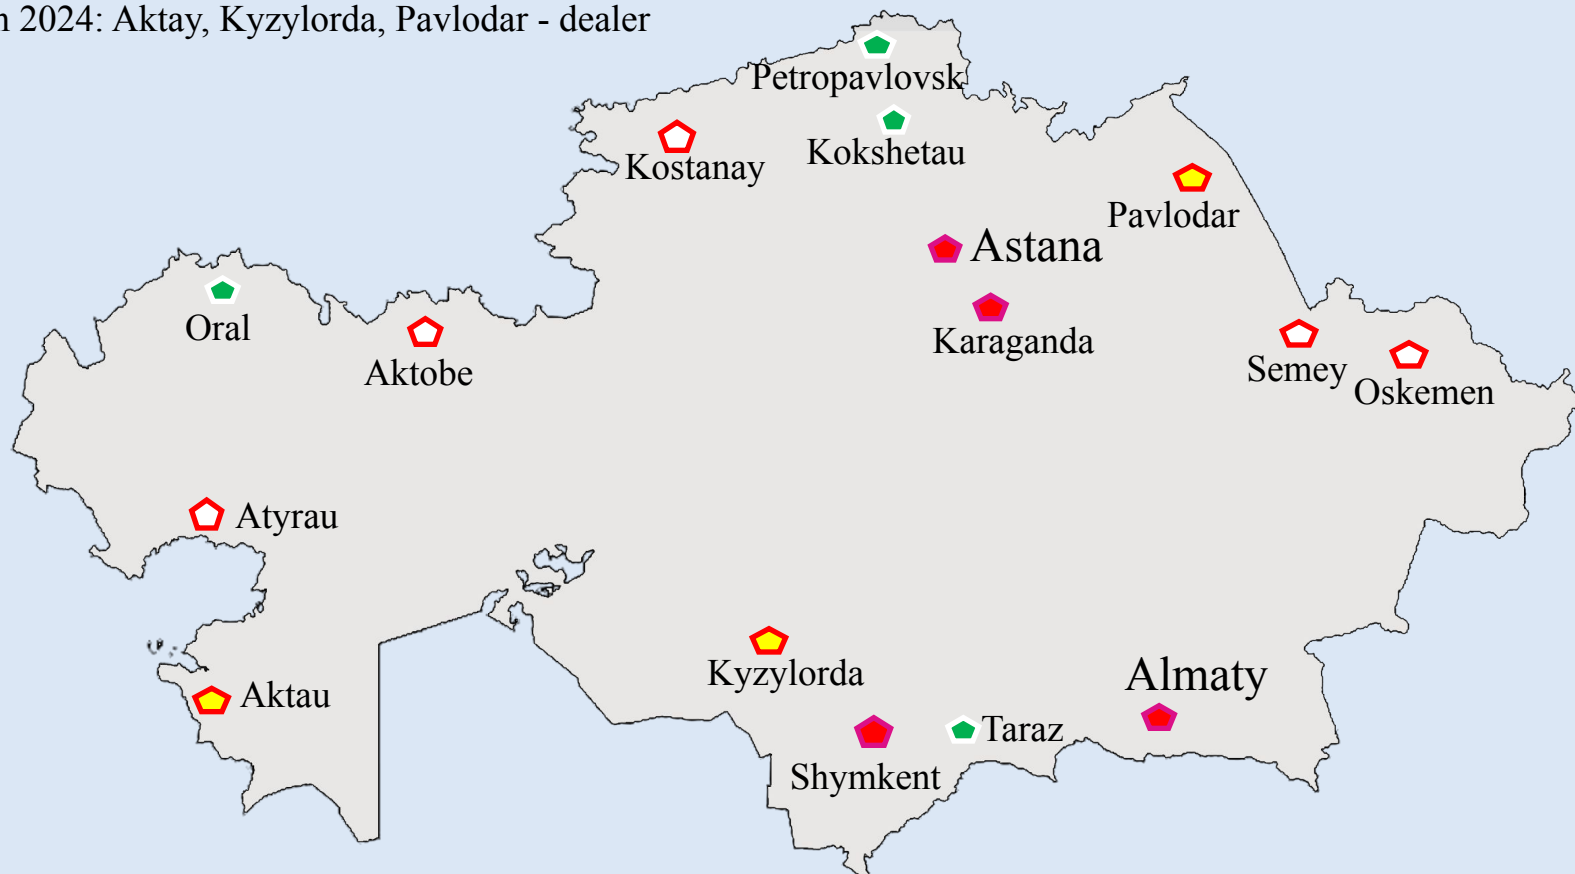 2024: Aktay, Kyzylorda, Pavlodar - dealer
Petropavlovsk
Kokshetau
Kostanay
Pavlodar
Astana
Oral
Karaganda
Aktobe
Semey
Oskemen
Atyrau
Kyzylorda
Almaty
Aktau
Taraz
Shymkent